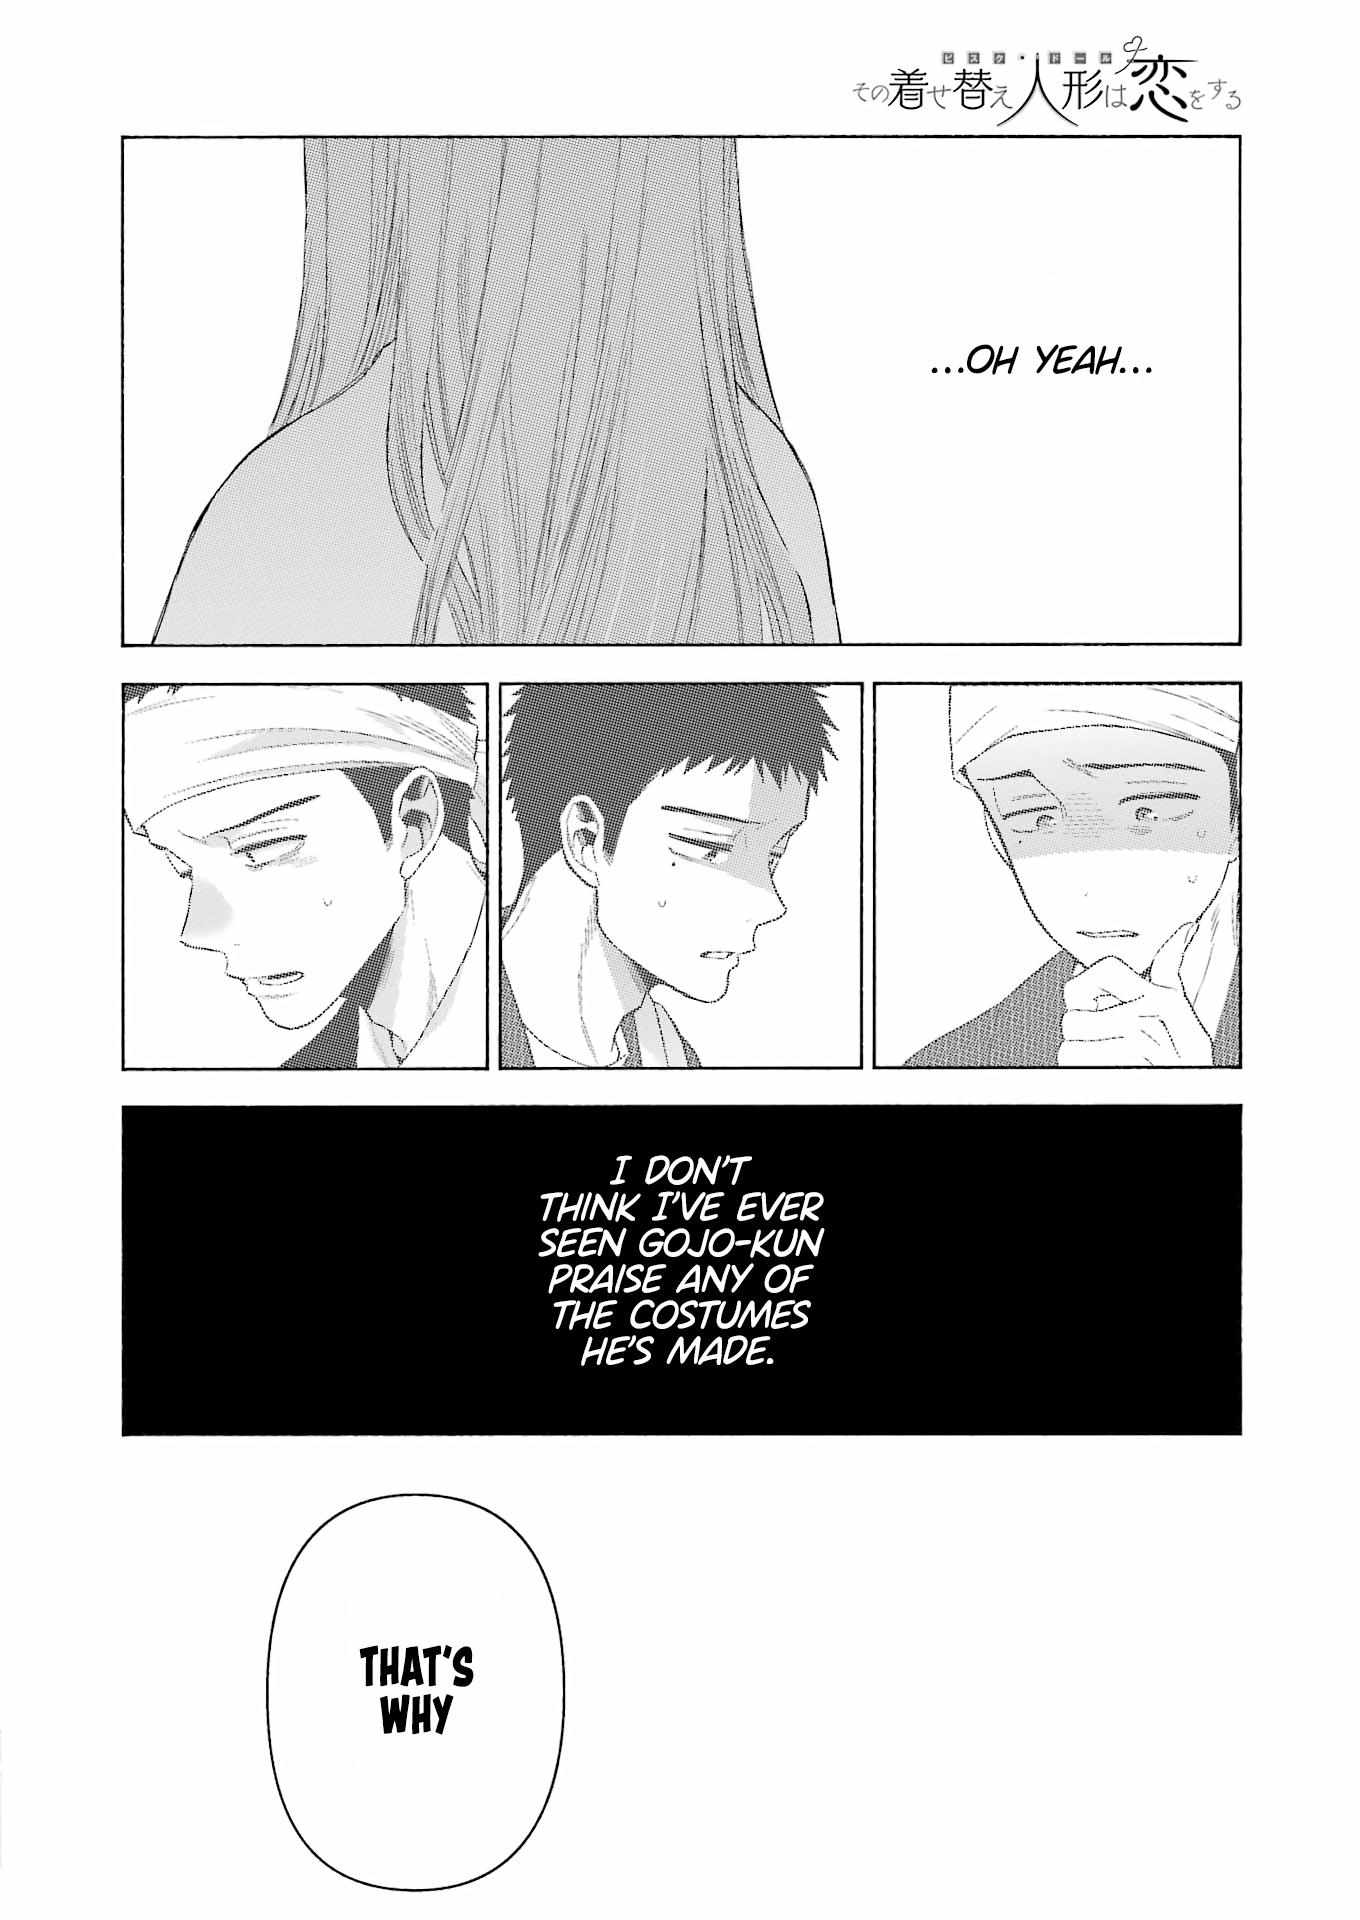 ビスク・ドール
その着せ替え人形は恋をする
...OH YEAH...
I DON'T
THINK I'VE EVER
SEEN GOJO-KUN
PRAISE ANY OF
THE COSTUMES
HE'S MADE.
THAT'S
WHY